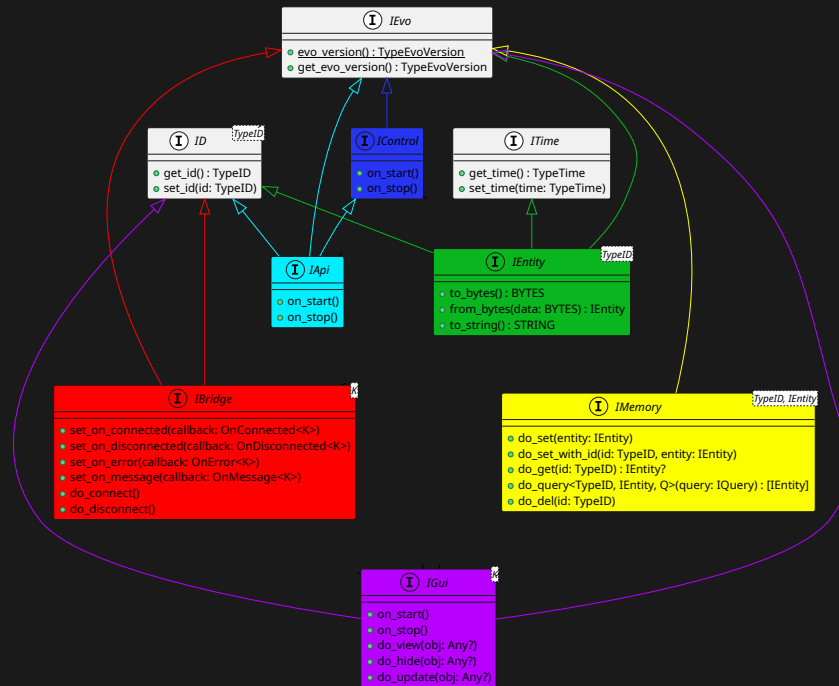 I IEvo
evo_version() : TypeEvoVersion
get_evo_version() : TypeEvoVersion
I ID TypeID
get_id() : TypeID
set_id(id: TypeID)
I IControl
on_start()
on_stop()
I ITime
get_time() : TypeTime
set_time(time: TypeTime)
I IApi
on_start()
on_stop()
I IEntity TypeID
to_bytes() : BYTES
from_bytes(data: BYTES) : IEntity
to_string() : STRING
I IBridge K
set_on_connected(callback: OnConnected<K>)
set_on_disconnected(callback: OnDisconnected<K>)
set_on_error(callback: OnError<K>)
set_on_message(callback: OnMessage<K>)
do_connect()
do_disconnect()
I IMemory TypeID, IEntity
do_set(entity: IEntity)
do_set_with_id(id: TypeID, entity: IEntity)
do_get(id: TypeID) : IEntity?
do_query<TypeID, IEntity, Q>(query: IQuery) : [IEntity]
do_del(id: TypeID)
I IGui K
on_start()
on_stop()
do_view(obj: Any?)
do_hide(obj: Any?)
do_update(obj: Any?)